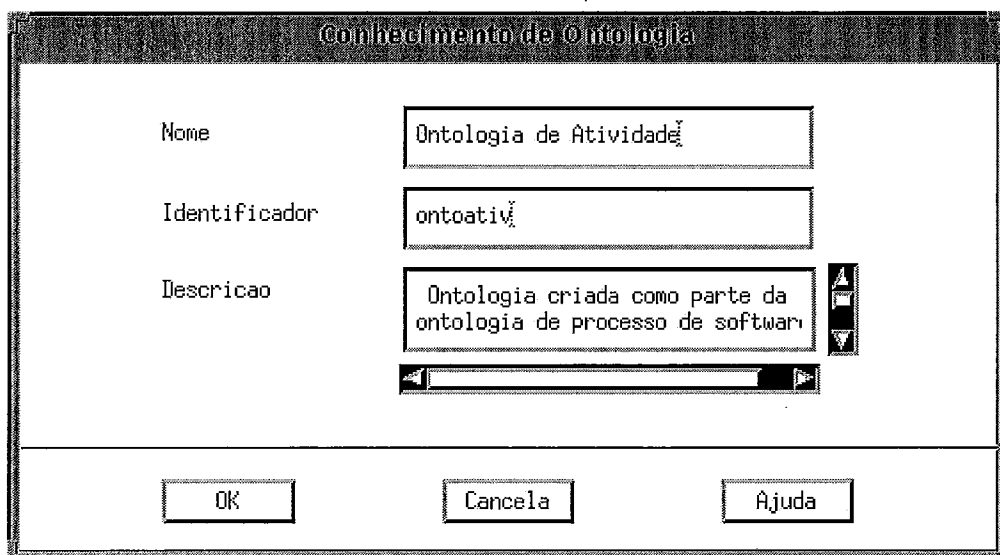 Conhecimento de Ontologia
Nome
Ontologia de Atividade
Identificador
ontoativ
Descricao
Ontologia criada como parte da
ontologia de processo de softwar
OK
Cancela
Ajuda